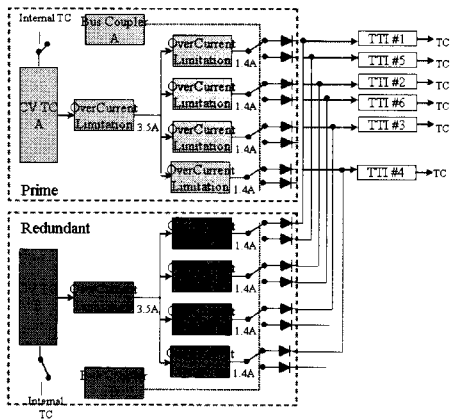 Internal TC
Bus Coupler
A
OverCurrent
Limitation
1.4A
TTI #1
TC
TTI #5
TC
CV TC
A
OverCurrent
Limitation
3.5A
OverCurrent
Limitation
1.4A
TTI #2
TC
TTI #6
TC
OverCurrent
Limitation
1.4A
TTI #3
TC
OverCurrent
Limitation
1.4A
TTI #4
TC
Prime
Redundant
1.4A
1.4A
3.5A
1.4A
1.4A
Internal
TC